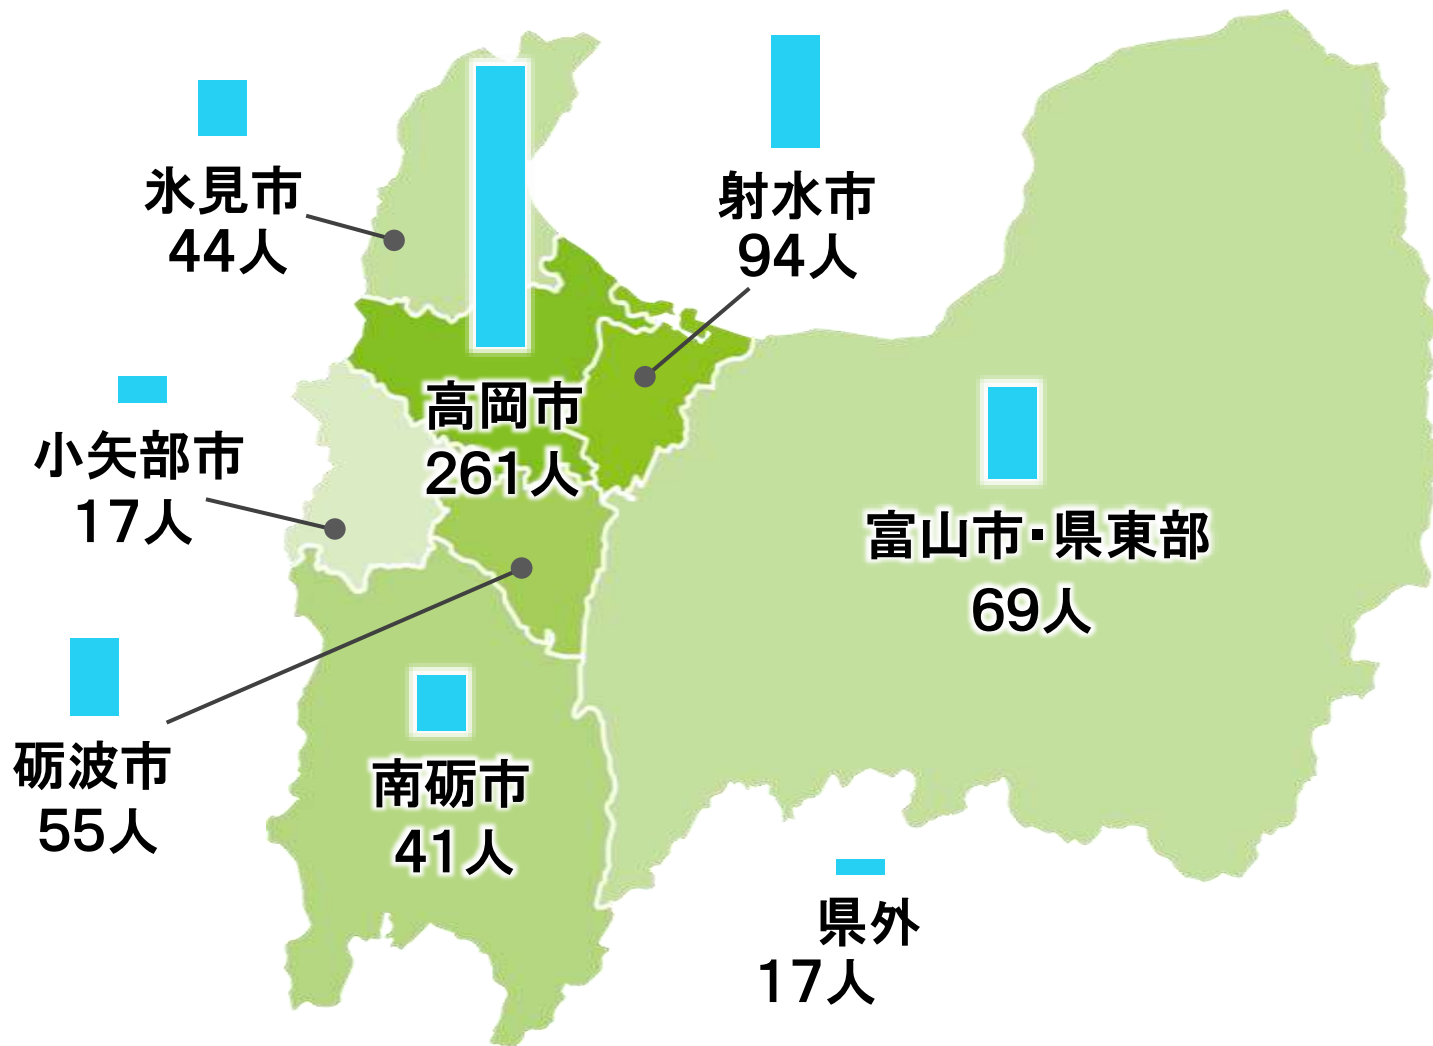 氷見市
44人
射水市
94人
高岡市
261人
小矢部市
17人
富山市・県東部
69人
砺波市
55人
南砺市
41人
県外
17人